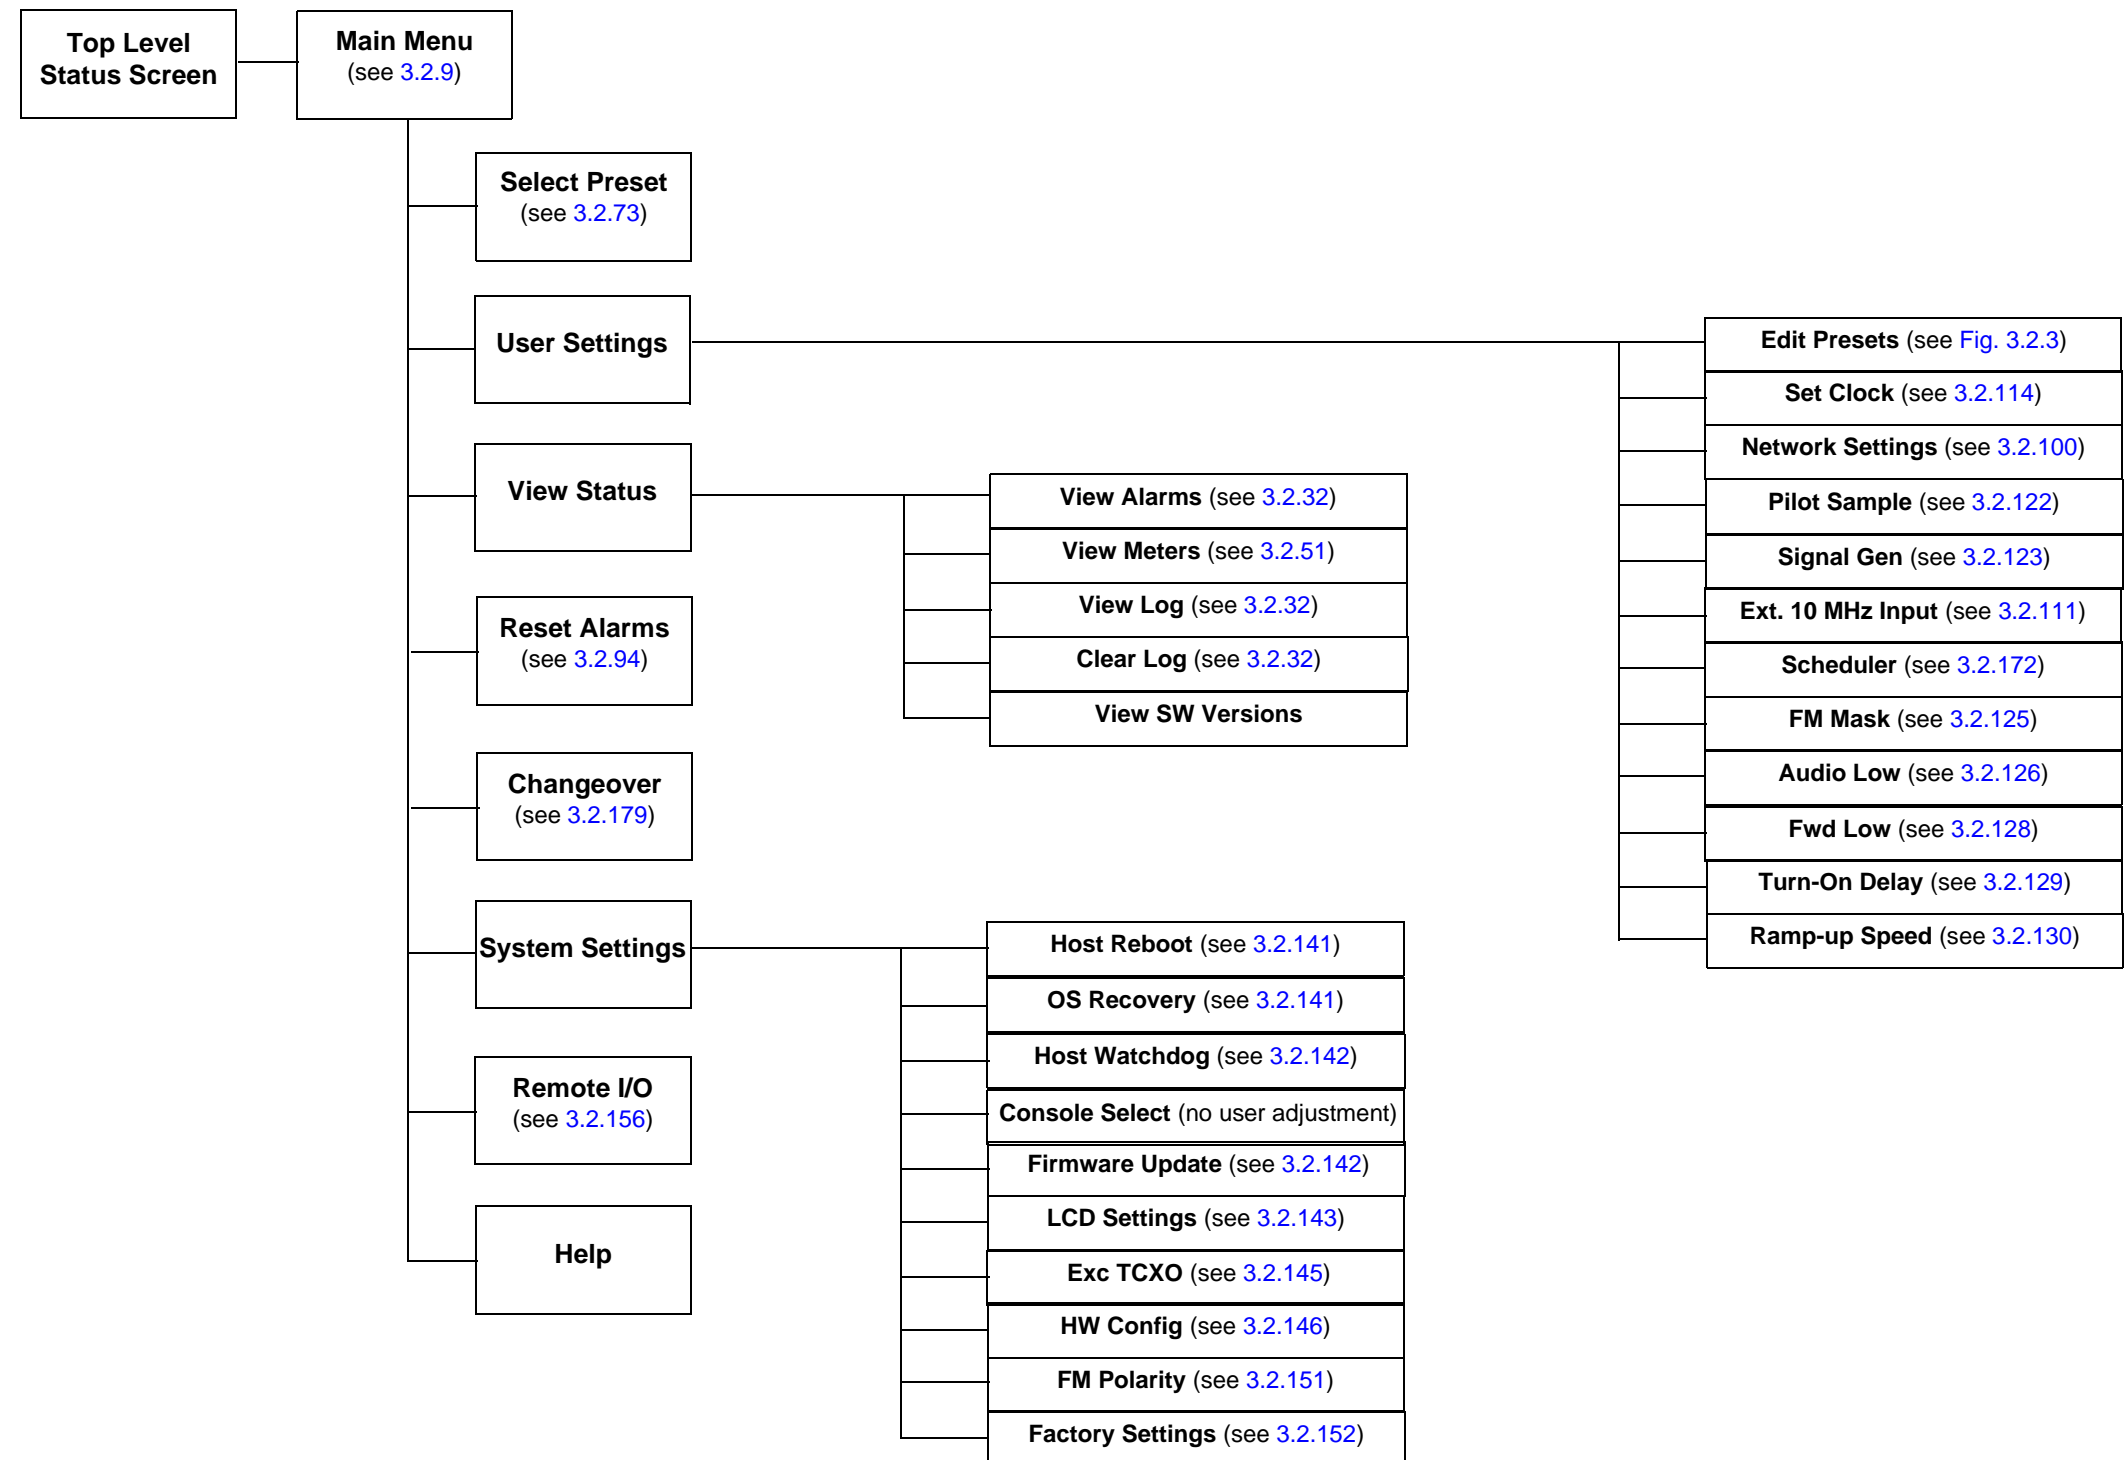 Top Level
Status Screen
Main Menu
(see 3.2.9)
Select Preset
(see 3.2.73)
User Settings
View Status
Reset Alarms
(see 3.2.94)
Changeover
(see 3.2.179)
System Settings
Remote I/O
(see 3.2.156)
Help
View Alarms (see 3.2.32)
View Meters (see 3.2.51)
View Log (see 3.2.32)
Clear Log (see 3.2.32)
View SW Versions
Host Reboot (see 3.2.141)
OS Recovery (see 3.2.141)
Host Watchdog (see 3.2.142)
Console Select (no user adjustment)
Firmware Update (see 3.2.142)
LCD Settings (see 3.2.143)
Exc TCXO (see 3.2.145)
HW Config (see 3.2.146)
FM Polarity (see 3.2.151)
Factory Settings (see 3.2.152)
Edit Presets (see Fig. 3.2.3)
Set Clock (see 3.2.114)
Network Settings (see 3.2.100)
Pilot Sample (see 3.2.122)
Signal Gen (see 3.2.123)
Ext. 10 MHz Input (see 3.2.111)
Scheduler (see 3.2.172)
FM Mask (see 3.2.125)
Audio Low (see 3.2.126)
Fwd Low (see 3.2.128)
Turn-On Delay (see 3.2.129)
Ramp-up Speed (see 3.2.130)